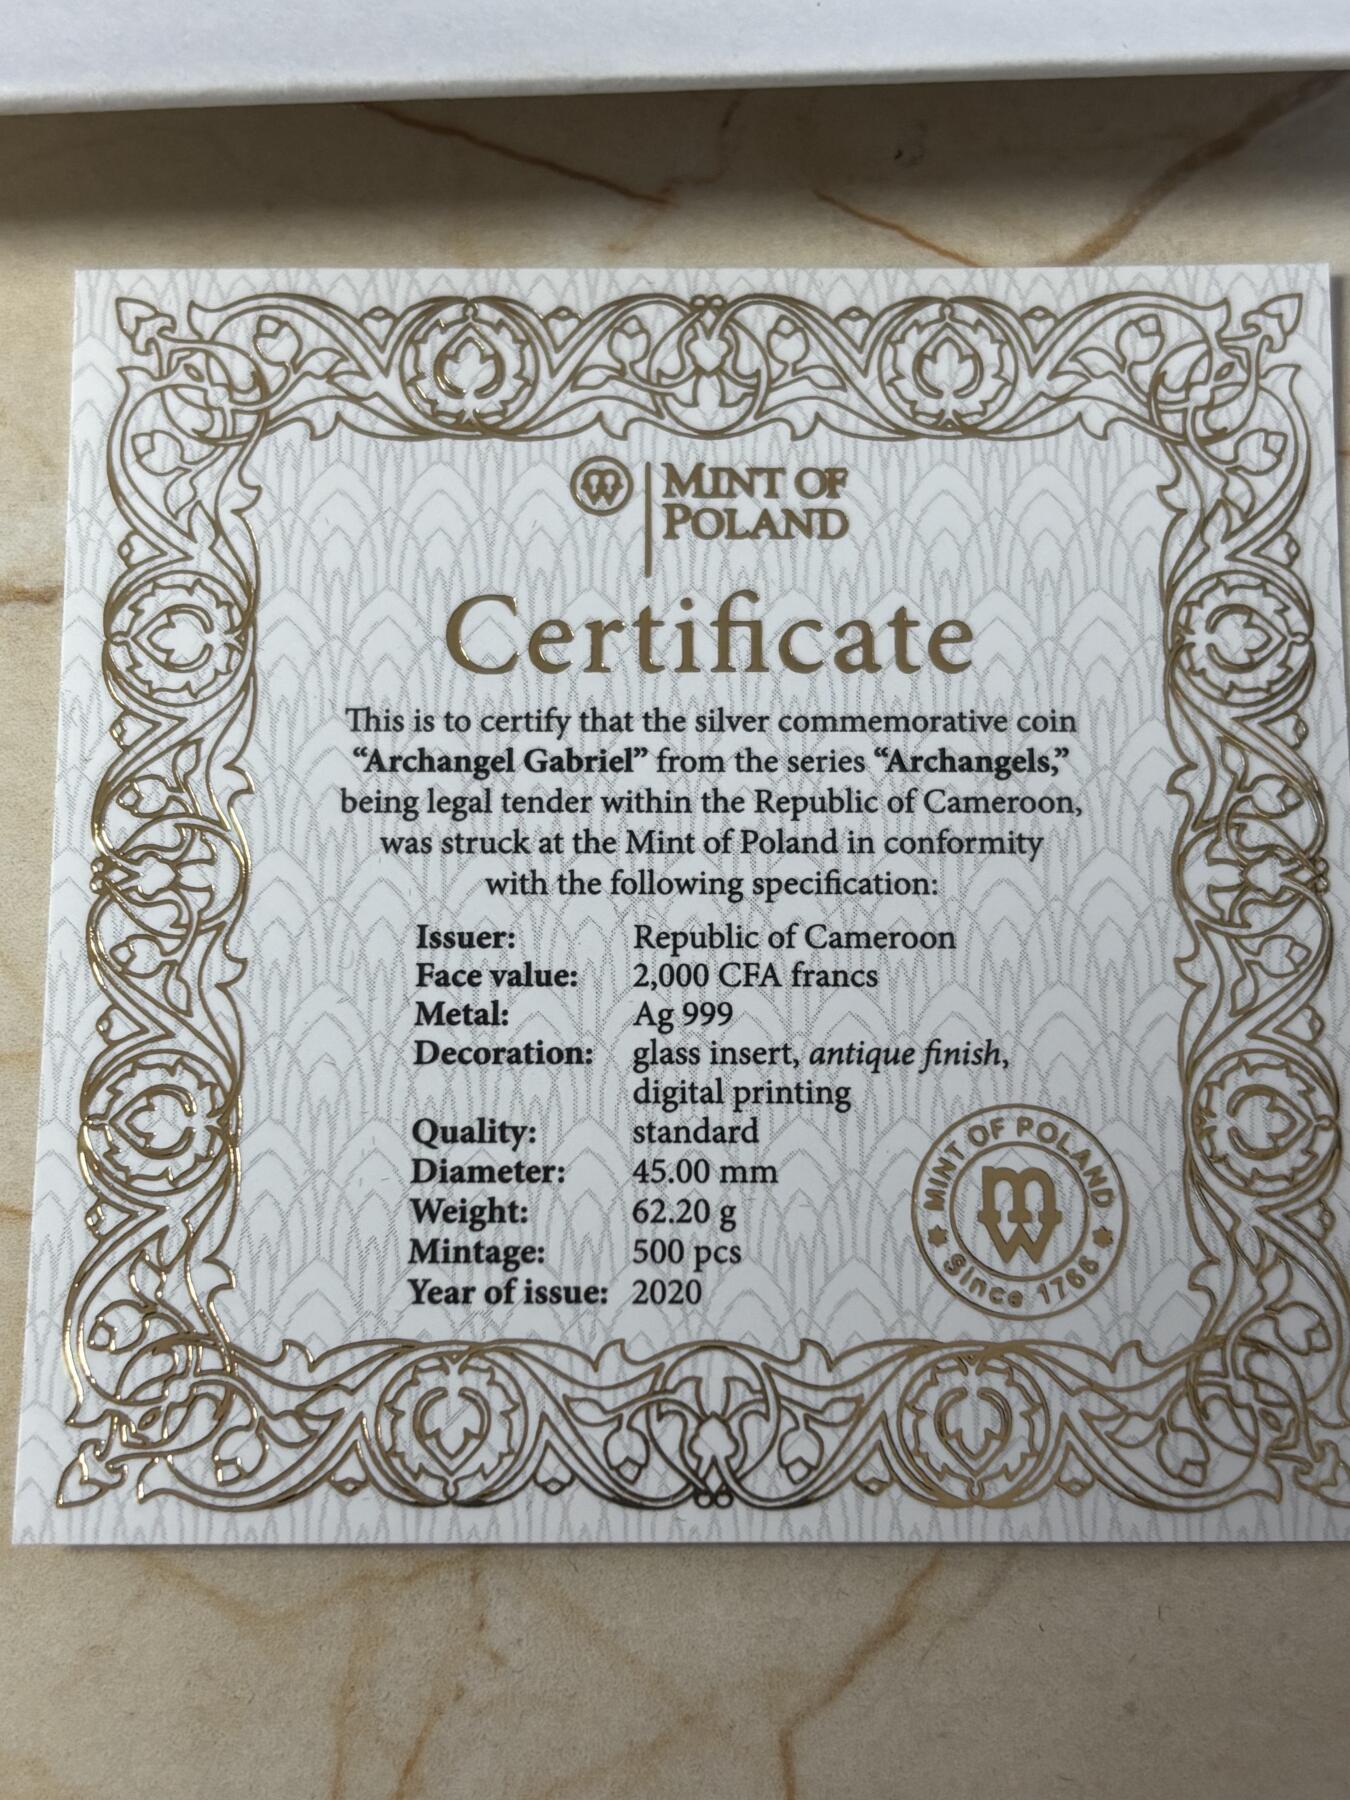 MINT OF
POLAND
Certificate
This is to certify that the silver commemorative coin
“Archangel Gabriel” from the series “Archangels,”
being legal tender within the Republic of Cameroon,
was struck at the Mint of Poland in conformity
with the following specification:
Issuer: Republic of Cameroon
Face value: 2,000 CFA francs
Metal: Ag 999
Decoration: glass insert, antique finish,
digital printing
Quality: standard
Diameter: 45.00 mm
Weight: 62.20 g
Mintage: 500 pcs
Year of issue: 2020
MINT OF POLAND
Since 1766